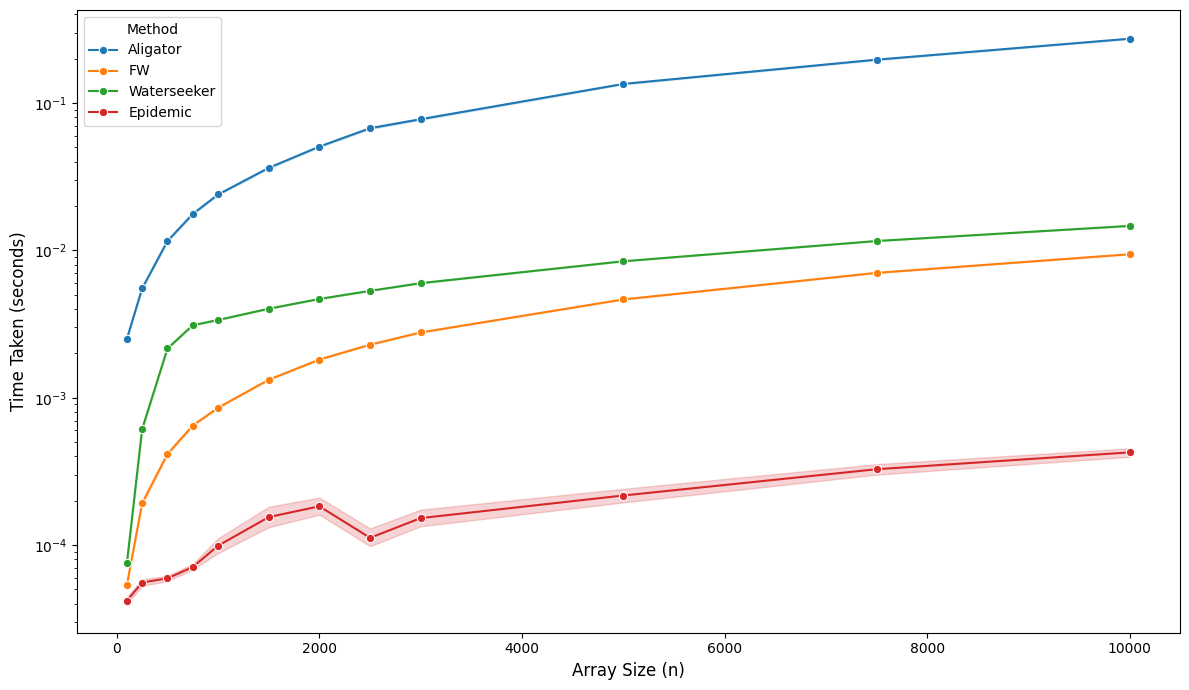 Method
Aligator
FW
Waterseeker
Epidemic
Time Taken (seconds)
10⁻¹
10⁻²
10⁻³
10⁻⁴
0 2000 4000 6000 8000 10000
Array Size (n)